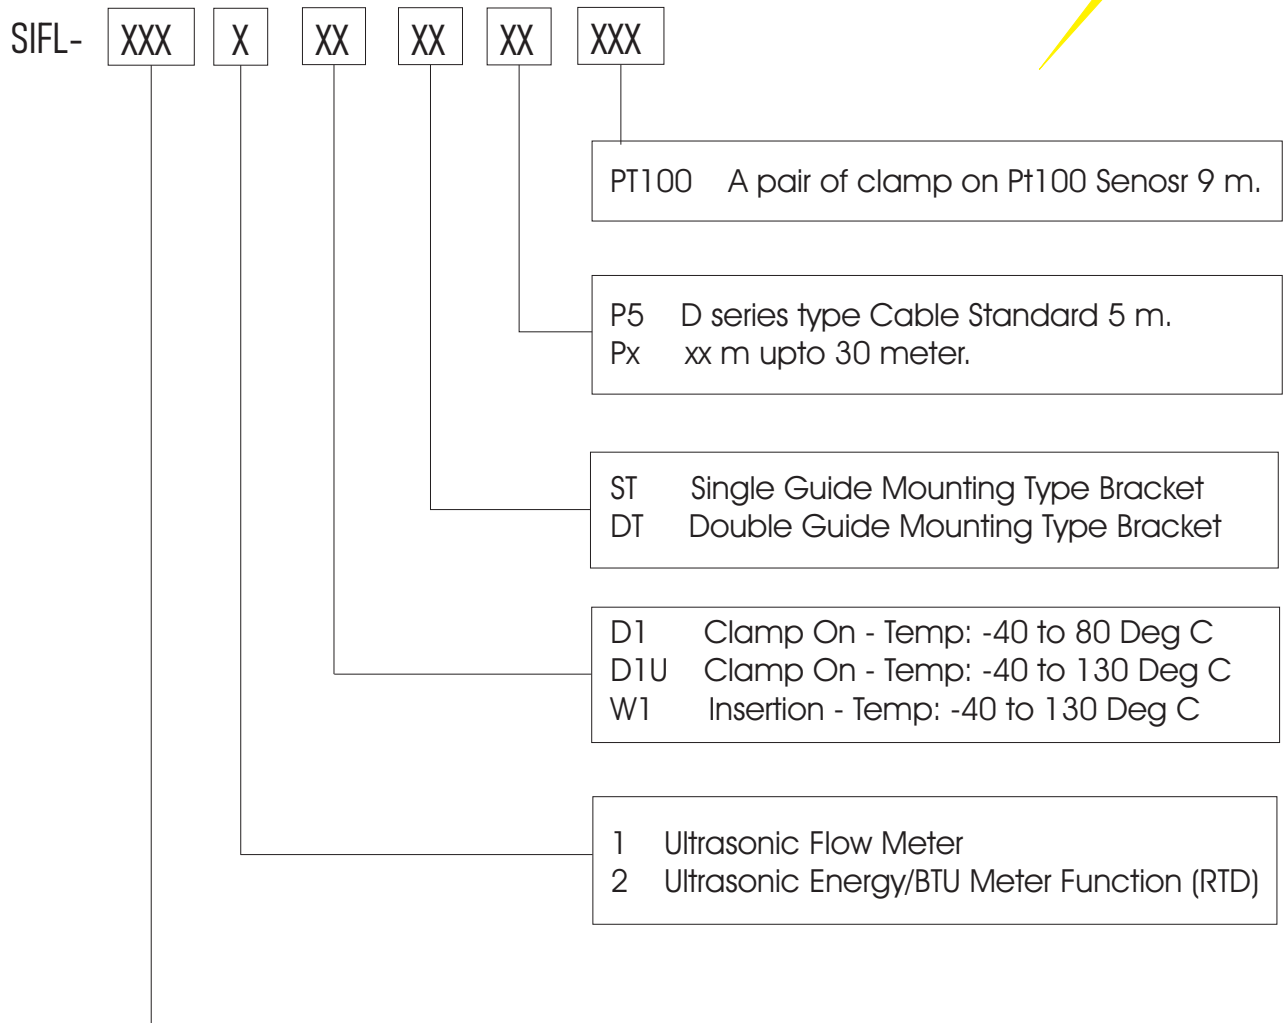 SIFL- XXX X XX XX XX XXX
PT100 A pair of clamp on Pt100 Senosr 9 m.
P5 D series type Cable Standard 5 m.
Px xx m upto 30 meter.
ST Single Guide Mounting Type Bracket
DT Double Guide Mounting Type Bracket
D1 Clamp On - Temp: -40 to 80 Deg C
D1U Clamp On - Temp: -40 to 130 Deg C
W1 Insertion - Temp: -40 to 130 Deg C
1 Ultrasonic Flow Meter
2 Ultrasonic Energy/BTU Meter Function (RTD)